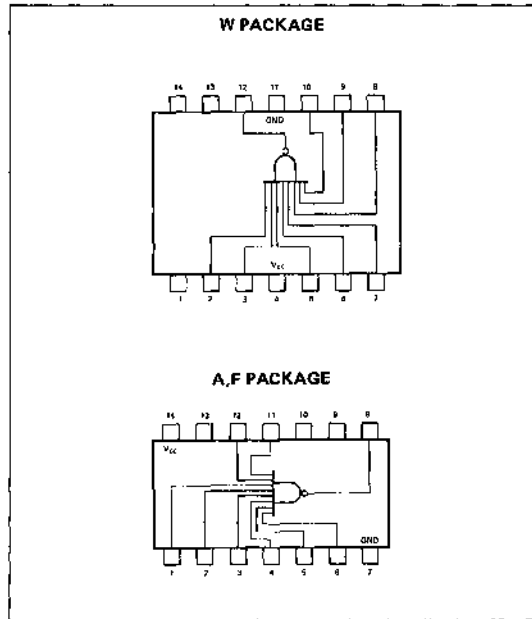 W PACKAGE
14 13 12 11 10 9 8
GND
VCC
1 2 3 4 5 6 7
A,F PACKAGE
14 13 12 11 10 9 8
VCC
GND
1 2 3 4 5 6 7